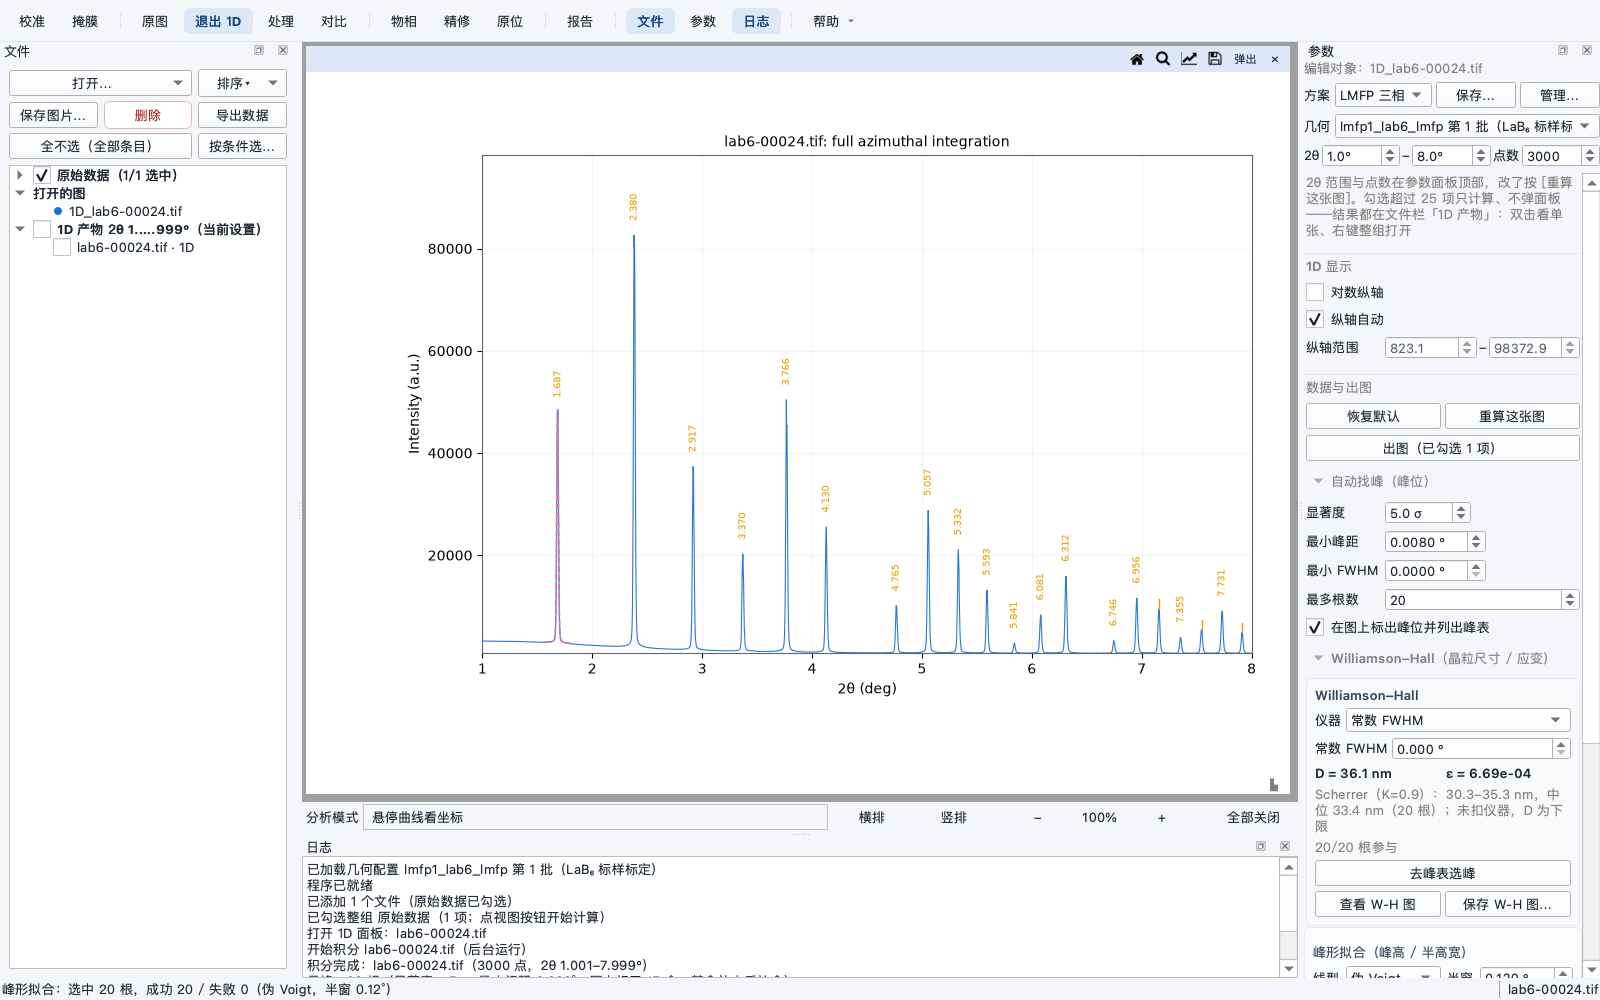 校准 掩膜 原图 退出 1D 处理 对比 物相 精修 原位 报告 文件 参数 日志 帮助
文件
打开...
排序
保存图片...
删除
导出数据
全不选（全部条目）
按条件选...
原始数据（1/1 选中）
打开的图
1D_lab6-00024.tif
1D 产物 2θ 1.....999°（当前设置）
lab6-00024.tif · 1D
弹出 ×
lab6-00024.tif: full azimuthal integration
Intensity (a.u.)
80000
60000
40000
20000
1.687
2.380
2.917
3.370
3.766
4.130
4.765
5.057
5.332
5.593
5.841
6.081
6.312
6.746
6.956
7.355
7.731
1 2 3 4 5 6 7 8
2θ (deg)
分析模式 悬停曲线看坐标 横排 竖排 − 100% + 全部关闭
日志
已加载几何配置 lmfp1_lab6_lmfp 第 1 批（LaB₆ 标样标定）
程序已就绪
已添加 1 个文件（原始数据已勾选）
已勾选整组 原始数据（1 项；点视图按钮开始计算）
打开 1D 面板：lab6-00024.tif
开始积分 lab6-00024.tif（后台运行）
积分完成：lab6-00024.tif（3000 点，2θ 1.001–7.999°）
参数
编辑对象：1D_lab6-00024.tif
方案 LMFP 三相 保存... 管理...
几何 lmfp1_lab6_lmfp 第 1 批（LaB₆ 标样标
2θ 1.0° – 8.0° 点数 3000
2θ 范围与点数在参数面板顶部，改了按 [重算
这张图]。勾选超过 25 项只计算、不弹面板
——结果都在文件栏「1D 产物」：双击看单
张、右键整组打开
1D 显示
对数纵轴
纵轴自动
纵轴范围 823.1 – 98372.9
数据与出图
恢复默认 重算这张图
出图（已勾选 1 项）
自动找峰（峰位）
显著度 5.0 σ
最小峰距 0.0080 °
最小 FWHM 0.0000 °
最多根数 20
在图上标出峰位并列出峰表
Williamson–Hall（晶粒尺寸 / 应变）
Williamson–Hall
仪器 常数 FWHM
常数 FWHM 0.000 °
D = 36.1 nm ε = 6.69e-04
Scherrer（K=0.9）：30.3–35.3 nm，中
位 33.4 nm（20 根）；未扣仪器，D 为下
限
20/20 根参与
去峰表选峰
查看 W-H 图 保存 W-H 图...
峰形拟合（峰高 / 半高宽）
线型 伪 Voigt 半窗 0.120 °
峰形拟合：选中 20 根，成功 20 / 失败 0（伪 Voigt，半窗 0.12°）
lab6-00024.tif